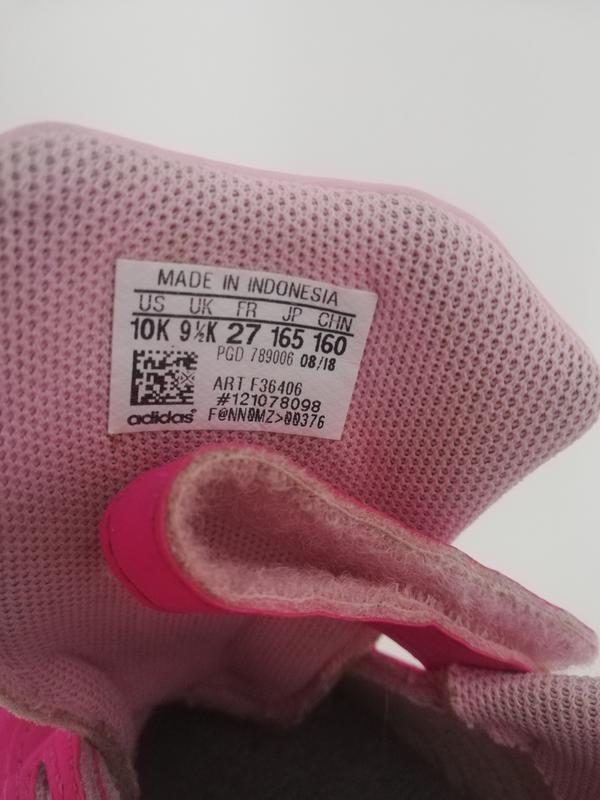 MADE IN INDONESIA
US UK FR JP CHN
10K 9½K 27 165 160
PGD 789006 08/18
ART F36406
#121078098
adidas® F@NN0MZ>00376